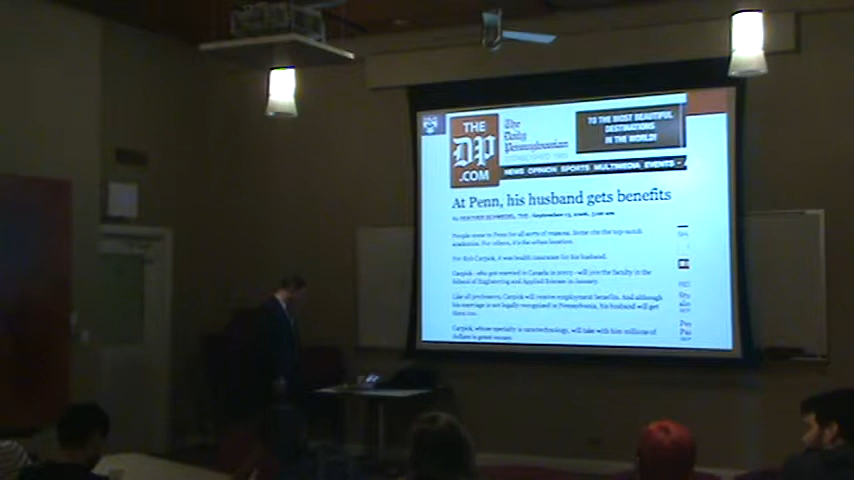 THE
DP
.COM
The
Daily
Pennsylvanian
TO THE MOST BEAUTIFUL
DESTINATIONS
IN THE WORLD!
NEWS OPINION SPORTS MULTIMEDIA EVENTS
At Penn, his husband gets benefits
People come to Penn for all sorts of reasons. Some cite the top-notch
academics. For others, it's the urban location.
For Rob Carpick, it was health insurance for his husband.
Carpick - who got married in Canada in 2003 - will join the faculty in the
School of Engineering and Applied Science in January.
Like all professors, Carpick will receive employment benefits. And although
his marriage is not legally recognized in Pennsylvania, his husband will get
them too.
Carpick, whose specialty is nanotechnology, will take with him millions of
dollars in grant money.